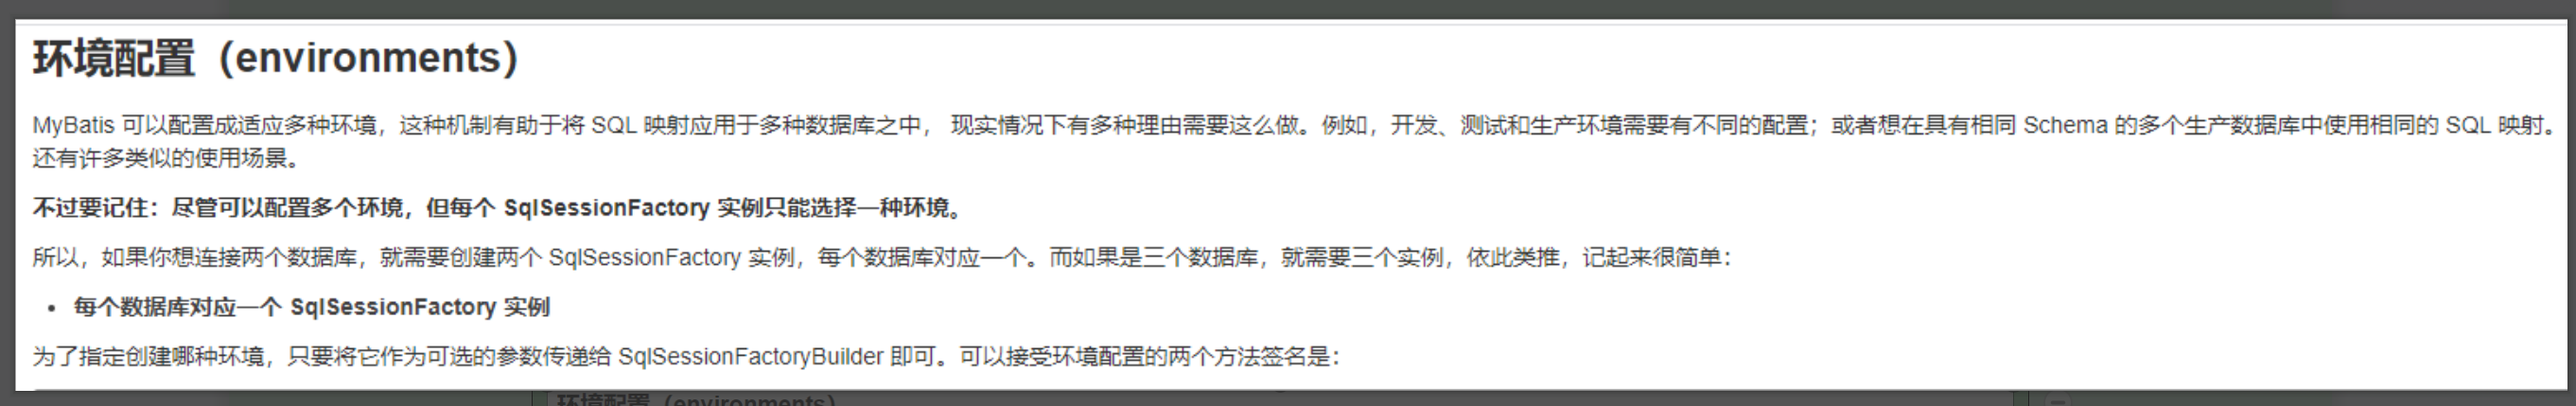 环境配置（environments）
MyBatis 可以配置成适应多种环境，这种机制有助于将 SQL 映射应用于多种数据库之中， 现实情况下有多种理由需要这么做。例如，开发、测试和生产环境需要有不同的配置；或者想在具有相同 Schema 的多个生产数据库中使用相同的 SQL 映射。
还有许多类似的使用场景。
不过要记住：尽管可以配置多个环境，但每个 SqlSessionFactory 实例只能选择一种环境。
所以，如果你想连接两个数据库，就需要创建两个 SqlSessionFactory 实例，每个数据库对应一个。而如果是三个数据库，就需要三个实例，依此类推，记起来很简单：
• 每个数据库对应一个 SqlSessionFactory 实例
为了指定创建哪种环境，只要将它作为可选的参数传递给 SqlSessionFactoryBuilder 即可。可以接受环境配置的两个方法签名是：
环境配置（environments）